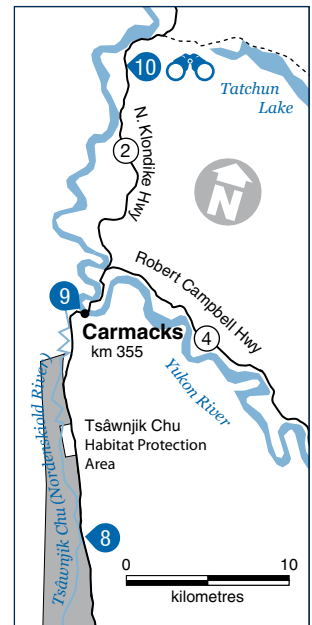 10
Tatchun
Lake
N. Klondike Hwy
2
N
Robert Campbell Hwy
9
Carmacks
km 355
4
Yukon River
Tsâwnjik Chu (Nordenskiold River)
Tsâwnjik Chu
Habitat Protection
Area
8
0 10
kilometres